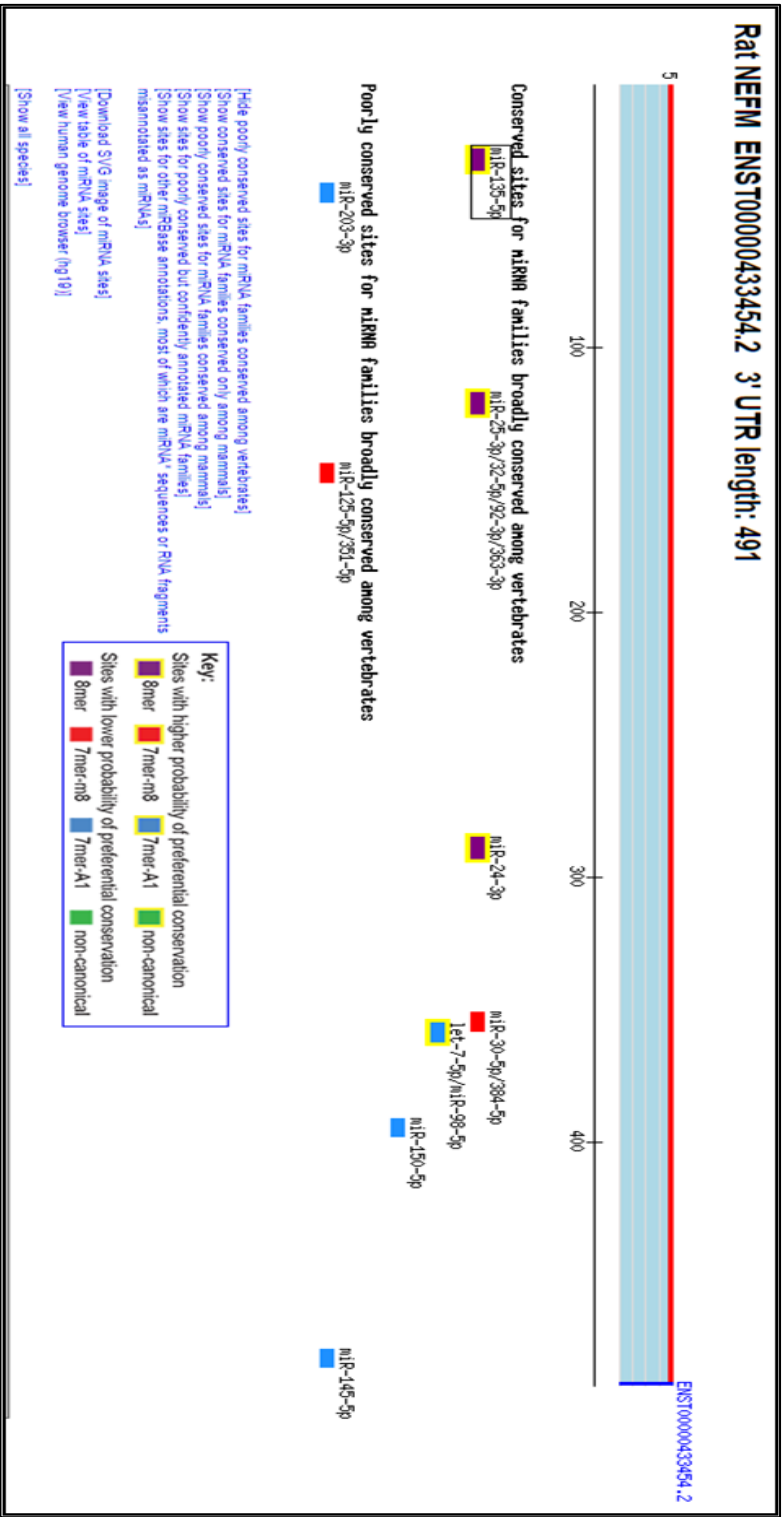 Rat NEFM ENST00000433454.2 3' UTR length: 491
ENST00000433454.2
5
100
200
300
400
Conserved sites for miRNA families broadly conserved among vertebrates
miR-135-5p
miR-25-3p/32-5p/92-3p/363-3p
miR-24-3p
miR-30-5p/384-5p
let-7-5p/miR-98-5p
miR-150-5p
Poorly conserved sites for miRNA families broadly conserved among vertebrates
miR-203-3p
miR-125-5p/351-5p
miR-145-5p
[Hide poorly conserved sites for miRNA families conserved among vertebrates]
[Show conserved sites for miRNA families conserved only among mammals]
[Show poorly conserved sites for miRNA families conserved among mammals]
[Show sites for poorly conserved but confidently annotated miRNA families]
[Show sites for other miRBase annotations, most of which are miRNA* sequences or RNA fragments
misannotated as miRNAs]
[Download SVG image of miRNA sites]
[View table of miRNA sites]
[View human genome browser (hg19)]
[Show all species]
Key:
Sites with higher probability of preferential conservation
8mer 7mer-m8 7mer-A1 non-canonical
Sites with lower probability of preferential conservation
8mer 7mer-m8 7mer-A1 non-canonical